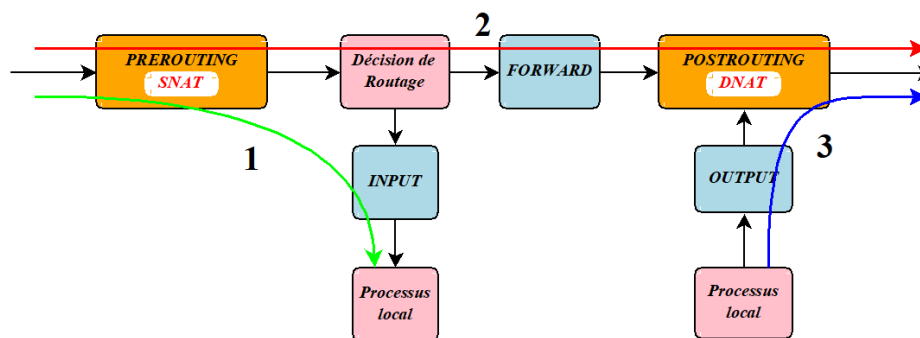 2
PREROUTING
SNAT
Décision de
Routage
FORWARD
POSTROUTING
DNAT
1
INPUT
3
OUTPUT
Processus
local
Processus
local